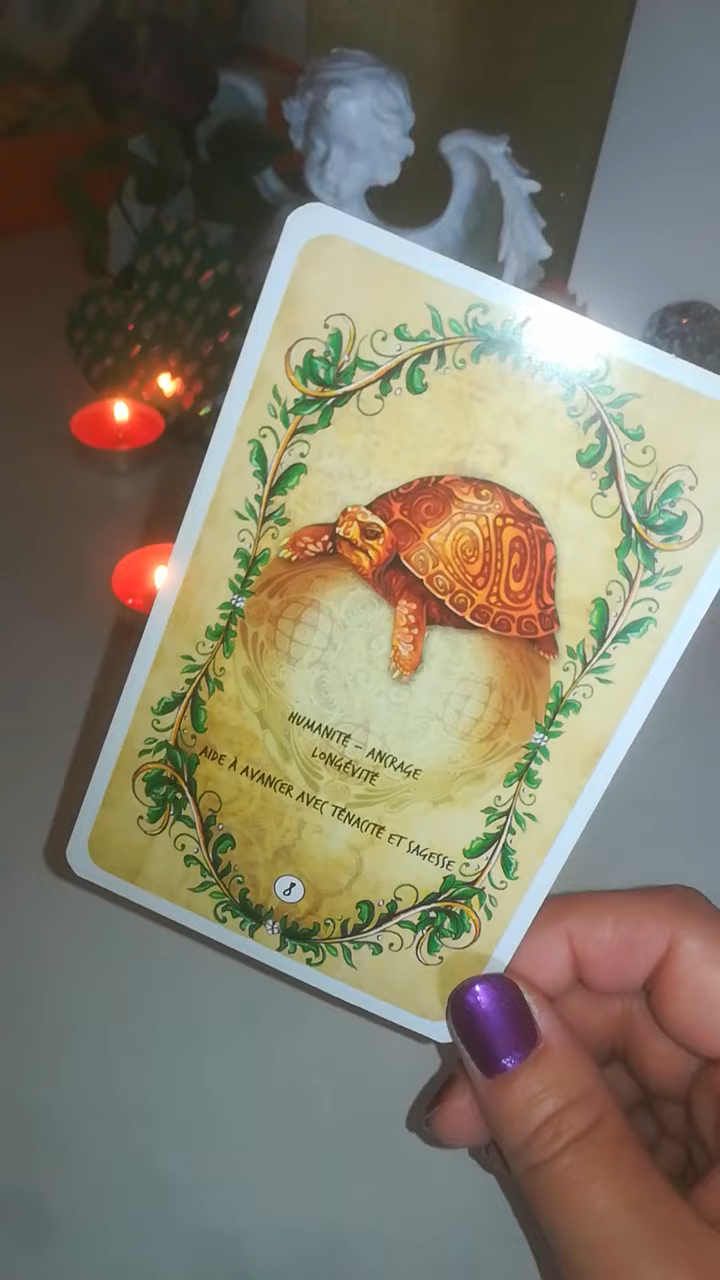 HUMANITÉ – ANCRAGE
LONGÉVITÉ
AIDE À AVANCER AVEC TÉNACITÉ ET SAGESSE
8